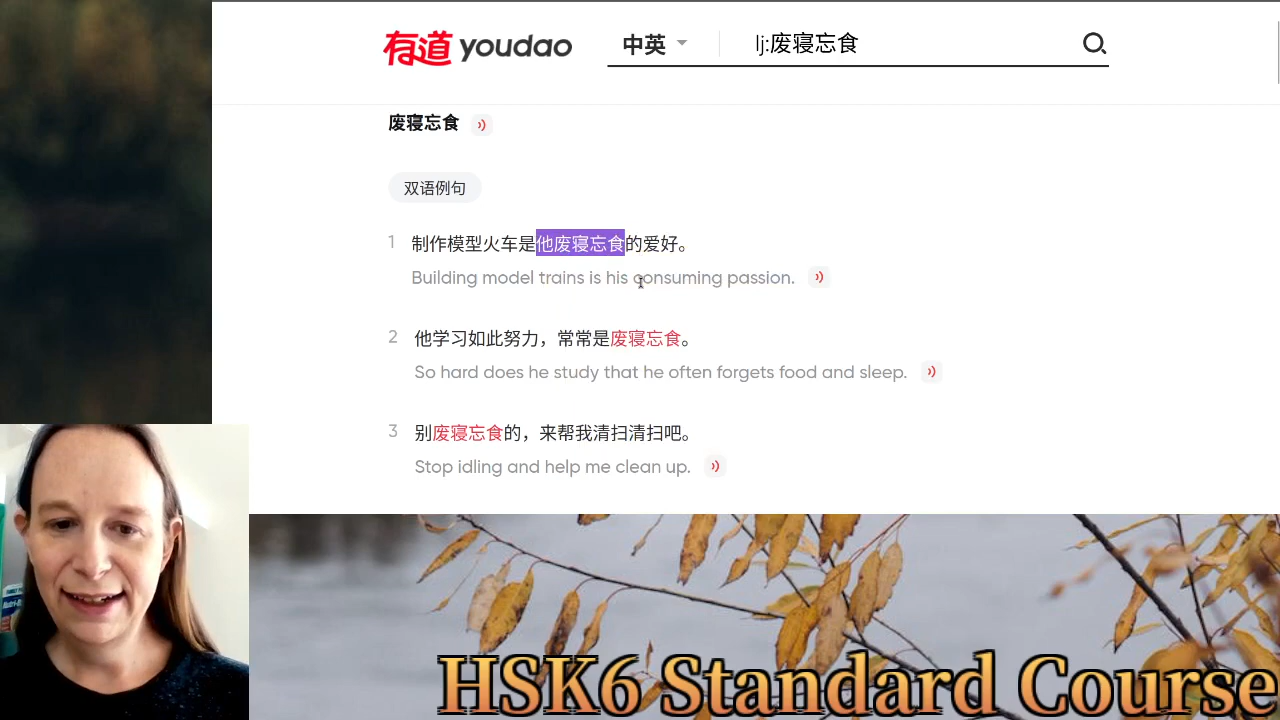 有道 youdao
中英
lj:废寝忘食
废寝忘食
双语例句
1 制作模型火车是他废寝忘食的爱好。
Building model trains is his consuming passion.
2 他学习如此努力，常常是废寝忘食。
So hard does he study that he often forgets food and sleep.
3 别废寝忘食的，来帮我清扫清扫吧。
Stop idling and help me clean up.
HSK6 Standard Course